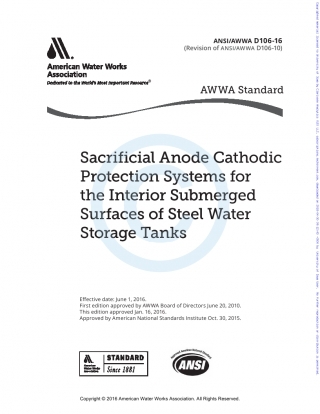 ANSI/AWWA D106-16
(Revision of ANSI/AWWA D106-10)
American Water Works
Association
Dedicated to the World's Most Important Resource®
AWWA Standard
Sacrificial Anode Cathodic
Protection Systems for
the Interior Submerged
Surfaces of Steel Water
Storage Tanks
Effective date: June 1, 2016.
First edition approved by AWWA Board of Directors June 20, 2010.
This edition approved Jan. 16, 2016.
Approved by American National Standards Institute Oct. 30, 2015.
American Water Works
Association
STANDARD
Since 1881
ANSI
Copyright © 2016 American Water Works Association. All Rights Reserved.